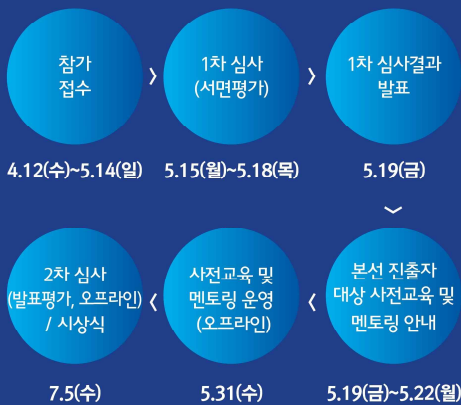 참가
접수
4.12(수)~5.14(일)
1차 심사
(서면평가)
5.15(월)~5.18(목)
1차 심사결과
발표
5.19(금)
본선 진출자
대상 사전교육 및
멘토링 안내
5.19(금)~5.22(월)
사전교육 및
멘토링 운영
(오프라인)
5.31(수)
2차 심사
(발표평가, 오프라인)
/ 시상식
7.5(수)